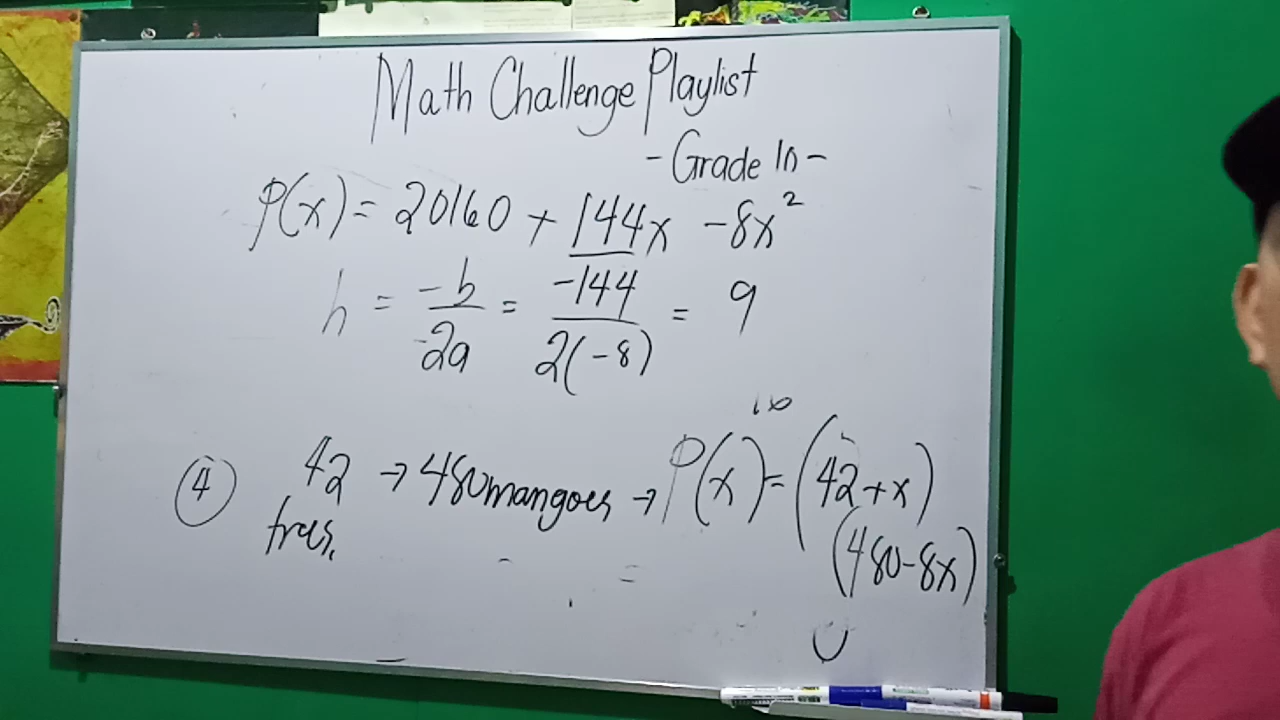 Math Challenge Playlist
- Grade 10 -
P(x) = 20160 + 144x - 8x²
h = -b/2a = -144/2(-8) = 9
④ 42 → 480 mangoes → P(x) = (42+x)
trees, (480-8x)